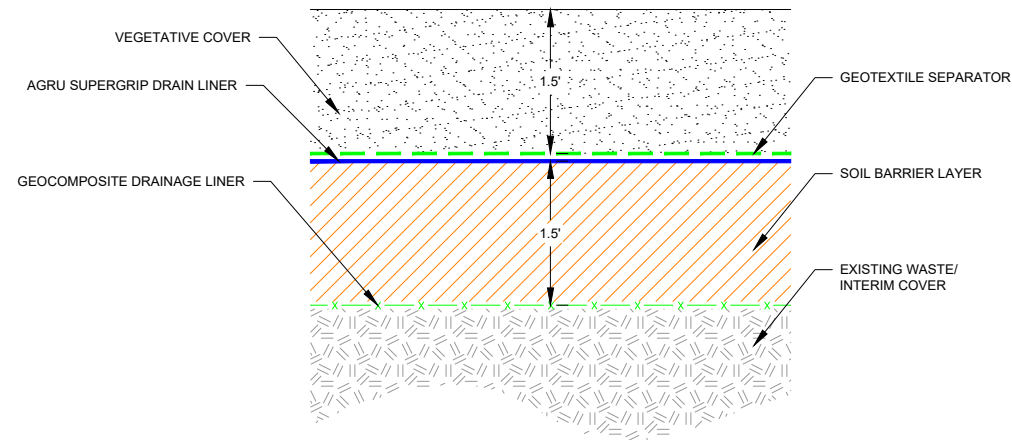 VEGETATIVE COVER
AGRU SUPERGRIP DRAIN LINER
GEOCOMPOSITE DRAINAGE LINER
1.5'
1.5'
GEOTEXTILE SEPARATOR
SOIL BARRIER LAYER
EXISTING WASTE/
INTERIM COVER